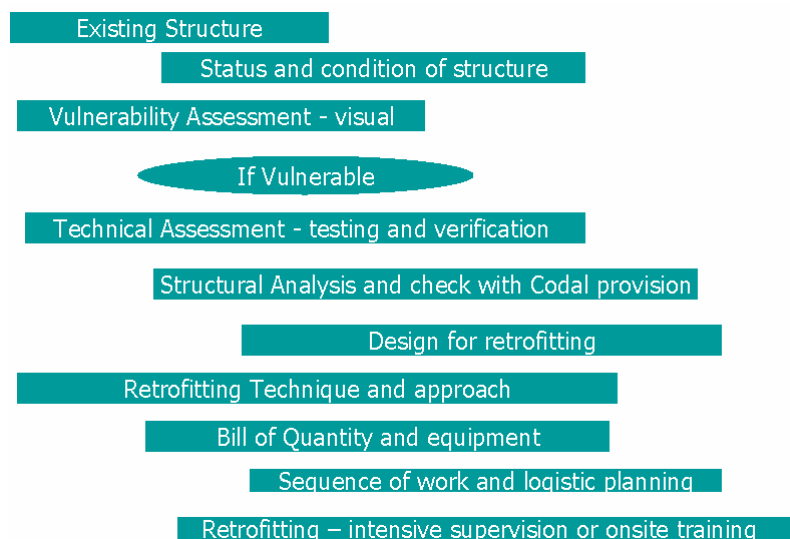 Existing Structure
Status and condition of structure
Vulnerability Assessment - visual
If Vulnerable
Technical Assessment - testing and verification
Structural Analysis and check with Codal provision
Design for retrofitting
Retrofitting Technique and approach
Bill of Quantity and equipment
Sequence of work and logistic planning
Retrofitting – intensive supervision or onsite training